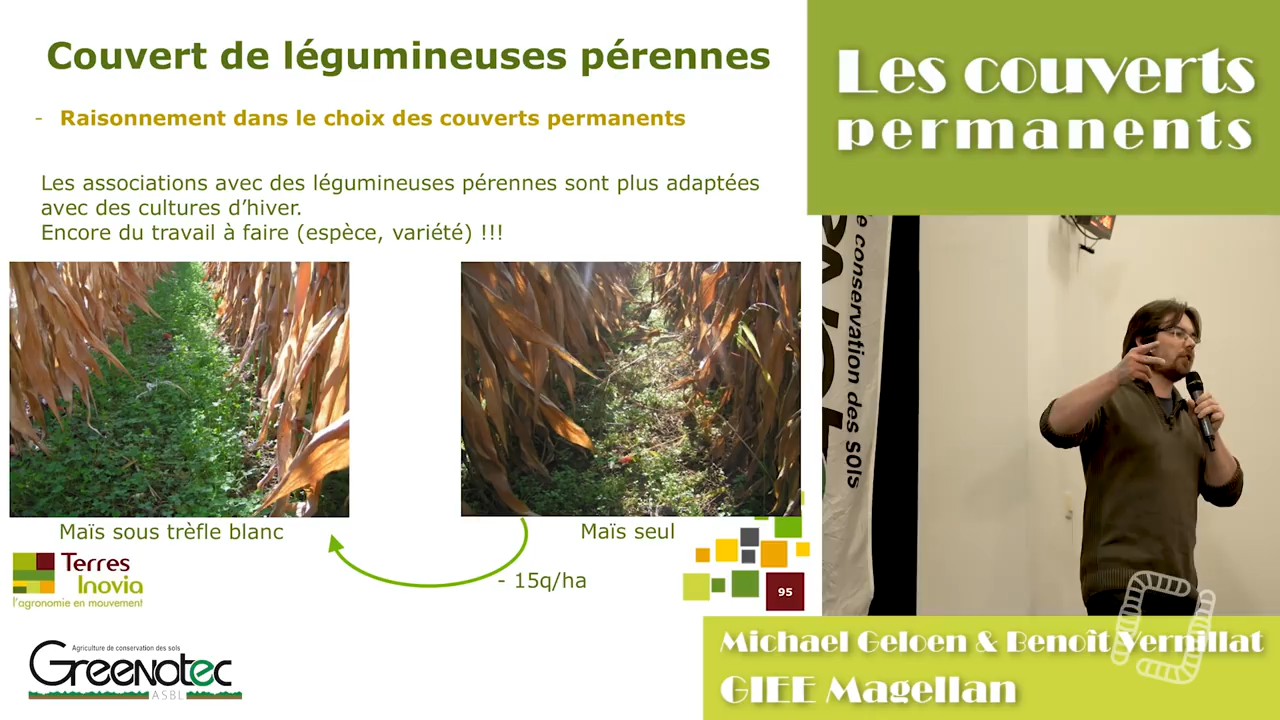 Couvert de légumineuses pérennes
- Raisonnement dans le choix des couverts permanents
Les associations avec des légumineuses pérennes sont plus adaptées
avec des cultures d'hiver.
Encore du travail à faire (espèce, variété) !!!
Maïs sous trèfle blanc
Maïs seul
- 15q/ha
Terres
Inovia
l'agronomie en mouvement
95
Agriculture de conservation des sols
Greenotec
ASBL
Les couverts
permanents
e conservation des sols
Michael Geloen & Benoît Vernillat
GIEE Magellan